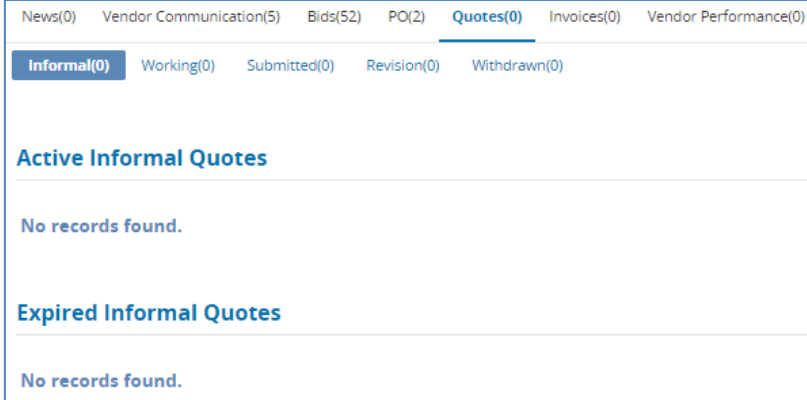 News(0) Vendor Communication(5) Bids(52) PO(2) Quotes(0) Invoices(0) Vendor Performance(0)
Informal(0) Working(0) Submitted(0) Revision(0) Withdrawn(0)
Active Informal Quotes
No records found.
Expired Informal Quotes
No records found.